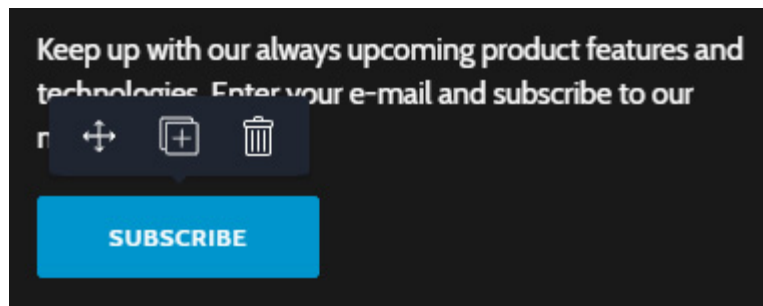 Keep up with our always upcoming product features and
technologies. Enter your e-mail and subscribe to our
SUBSCRIBE